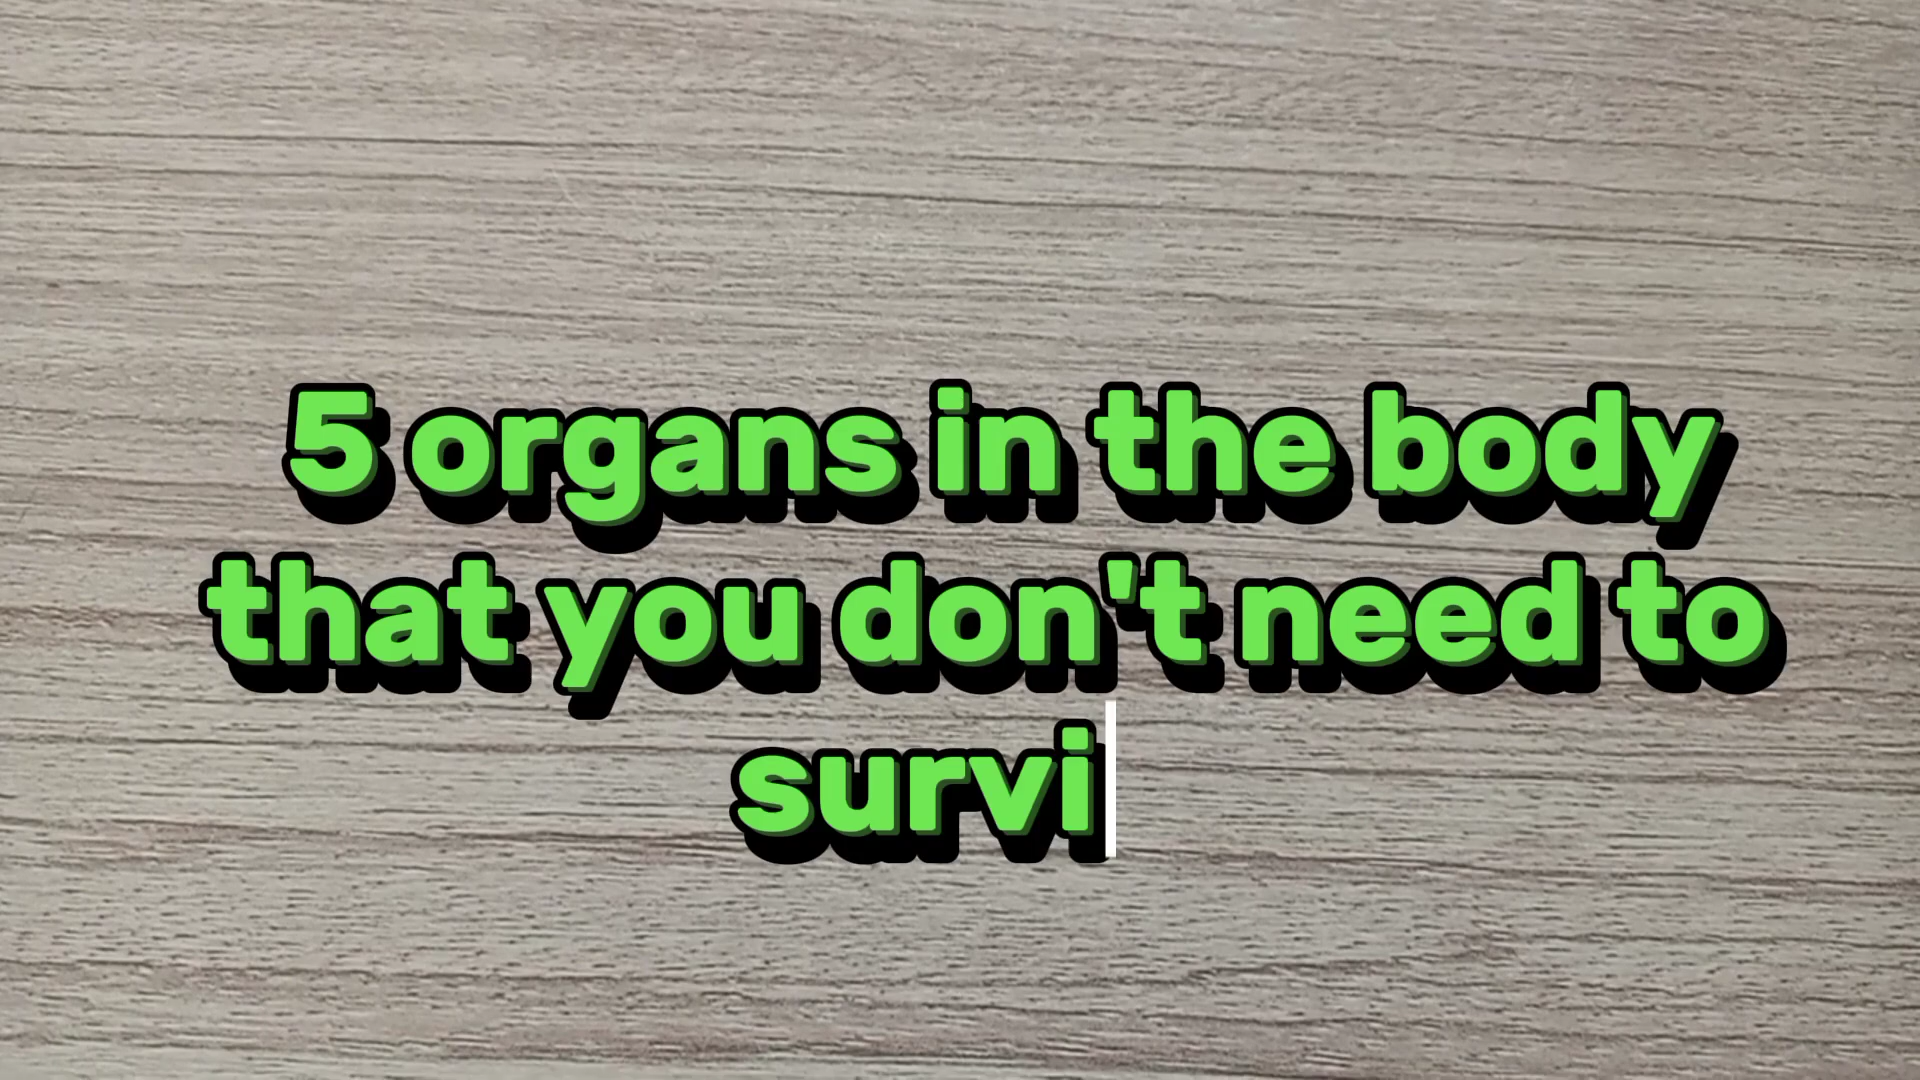 5 organs in the body
that you don't need to
survi